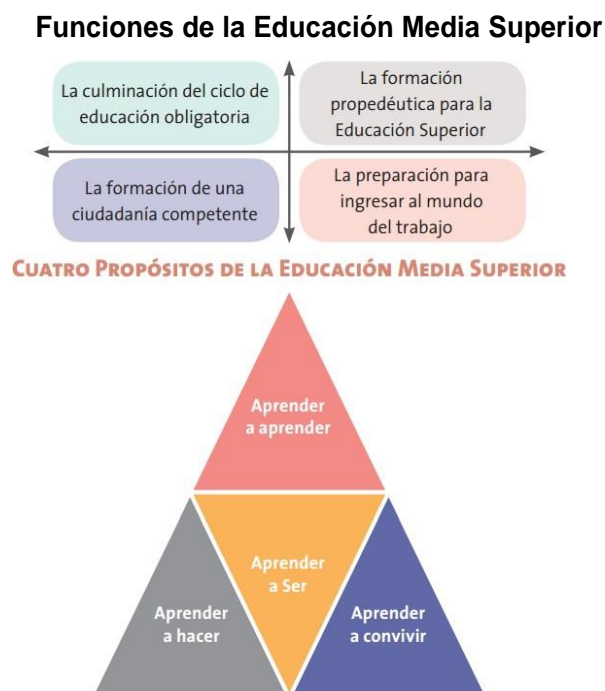 Funciones de la Educación Media Superior
La culminación del ciclo de
educación obligatoria
La formación
propedéutica para la
Educación Superior
La formación de una
ciudadanía competente
La preparación para
ingresar al mundo
del trabajo
CUATRO PROPÓSITOS DE LA EDUCACIÓN MEDIA SUPERIOR
Aprender
a aprender
Aprender
a Ser
Aprender
a hacer
Aprender
a convivir